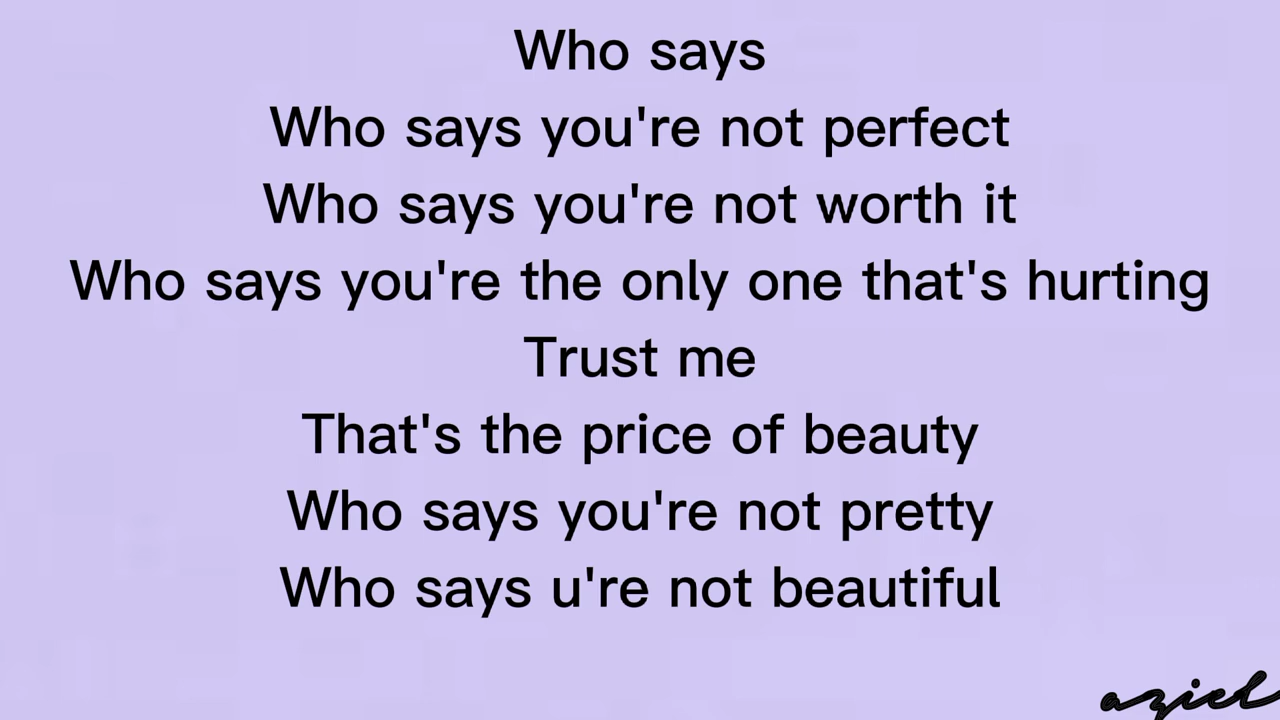 Who says
Who says you're not perfect
Who says you're not worth it
Who says you're the only one that's hurting
Trust me
That's the price of beauty
Who says you're not pretty
Who says u're not beautiful
aziel